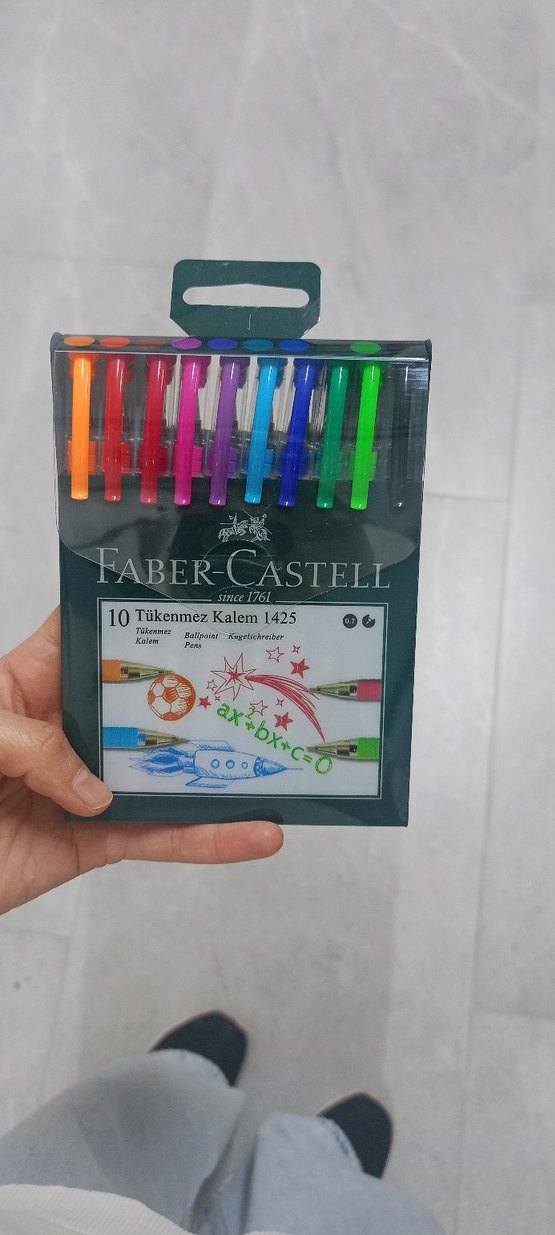 FABER-CASTELL
since 1761
10 Tükenmez Kalem 1425
Tükenmez
Kalem
Ballpoint
Pens
Kugelschreiber
0.7
ax²+bx+c=0